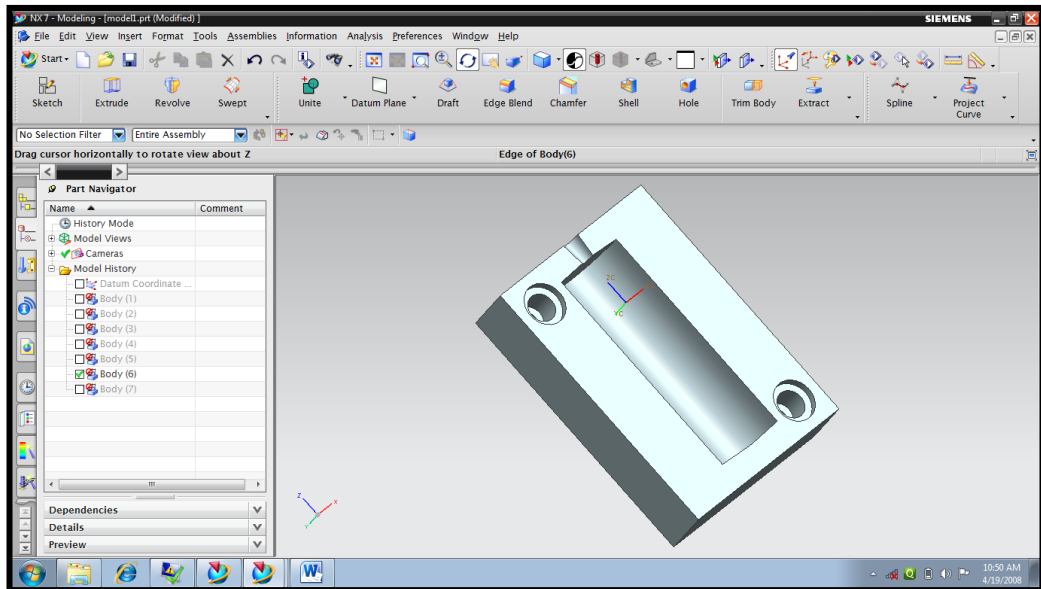 NX 7 - Modeling - [model1.prt (Modified) ] SIEMENS
File Edit View Insert Format Tools Assemblies Information Analysis Preferences Window Help
Start
Sketch Extrude Revolve Swept Unite Datum Plane Draft Edge Blend Chamfer Shell Hole Trim Body Extract Spline Project Curve
No Selection Filter Entire Assembly
Drag cursor horizontally to rotate view about Z Edge of Body(6)
Part Navigator
Name Comment
History Mode
Model Views
Cameras
Model History
Datum Coordinate ...
Body (1)
Body (2)
Body (3)
Body (4)
Body (5)
Body (6)
Body (7)
Dependencies
Details
Preview
ZC
YC
Z
X
Y
10:50 AM
4/19/2008